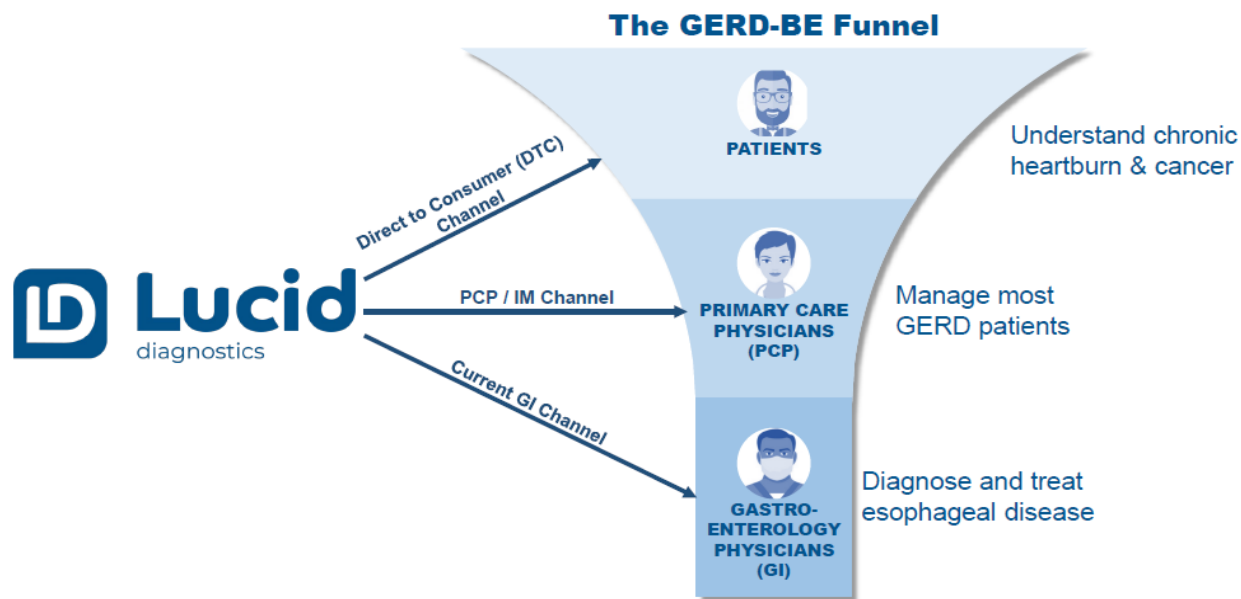 The GERD-BE Funnel
PATIENTS
Understand chronic
heartburn & cancer
Direct to Consumer (DTC)
Channel
Lucid
diagnostics
PCP / IM Channel
PRIMARY CARE
PHYSICIANS
(PCP)
Manage most
GERD patients
Current GI Channel
GASTRO-
ENTEROLOGY
PHYSICIANS
(GI)
Diagnose and treat
esophageal disease